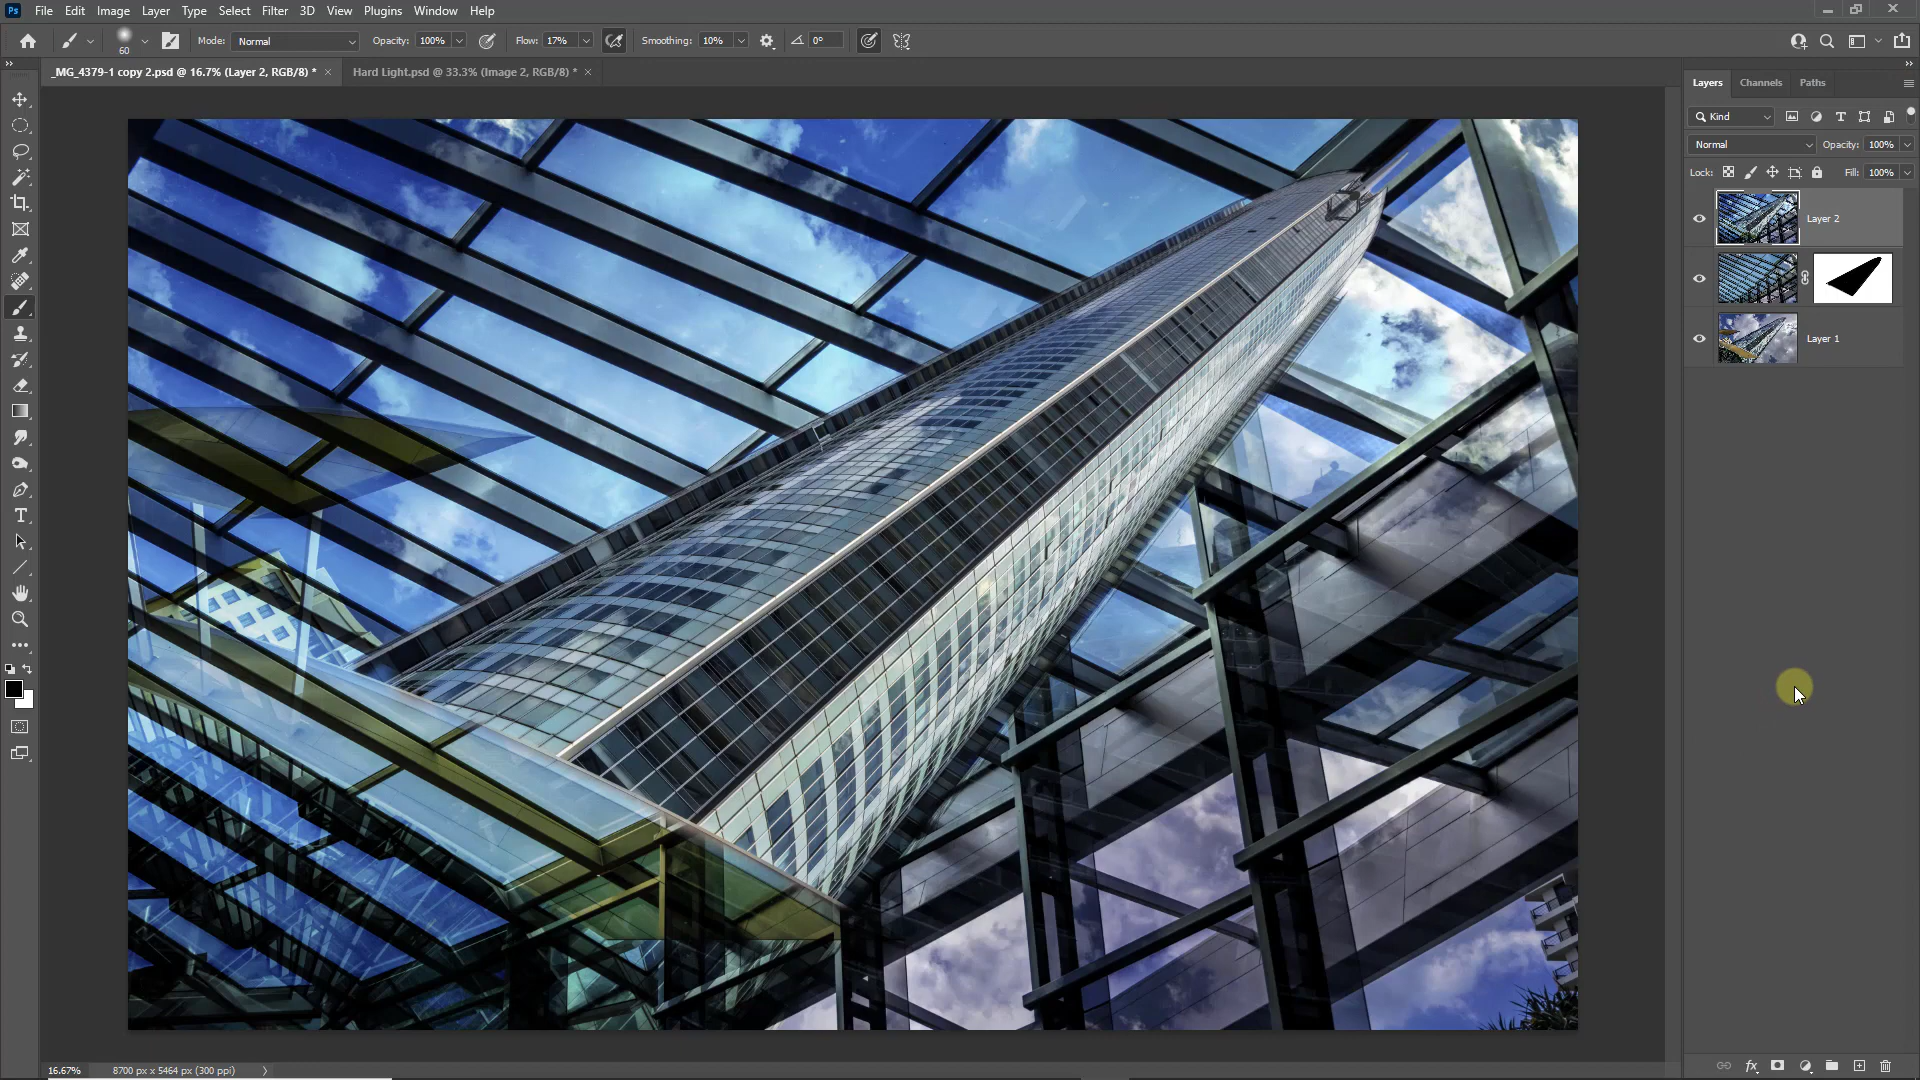 Ps File Edit Image Layer Type Select Filter 3D View Plugins Window Help
60 Mode: Normal Opacity: 100% Flow: 17% Smoothing: 10% 0°
_MG_4379-1 copy 2.psd @ 16.7% (Layer 2, RGB/8) * × Hard Light.psd @ 33.3% (Image 2, RGB/8) * ×
Layers Channels Paths
Kind
Normal Opacity: 100%
Lock: Fill: 100%
Layer 2
Layer 1
16.67% 8700 px x 5464 px (300 ppi)